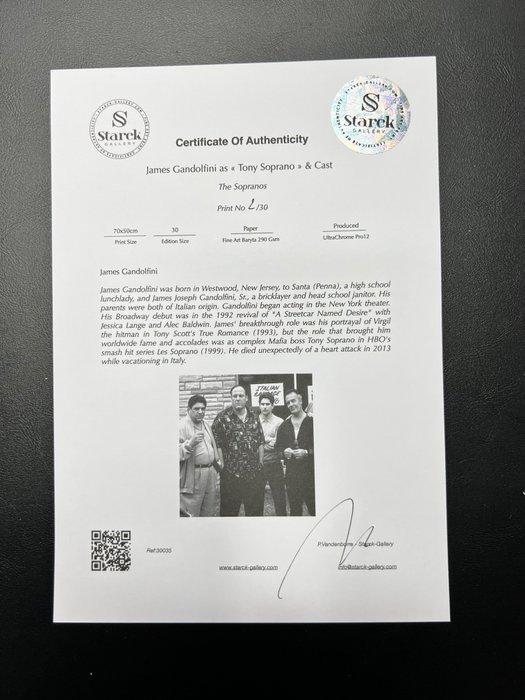 Starck
GALLERY
Starck
GALLERY
Certificate Of Authenticity
James Gandolfini as « Tony Soprano » & Cast
The Sopranos
Print No 2/30
70x50cm
Print Size
30
Edition Size
Paper
Fine Art Baryta 290 Gsm
Produced
UltraChrome Pro12
James Gandolfini
James Gandolfini was born in Westwood, New Jersey, to Santa (Penna), a high school
lunchlady, and James Joseph Gandolfini, Sr., a bricklayer and head school janitor. His
parents were both of Italian origin. Gandolfini began acting in the New York theater.
His Broadway debut was in the 1992 revival of "A Streetcar Named Desire" with
Jessica Lange and Alec Baldwin. James' breakthrough role was his portrayal of Virgil
the hitman in Tony Scott's True Romance (1993), but the role that brought him
worldwide fame and accolades was as complex Mafia boss Tony Soprano in HBO's
smash hit series Les Soprano (1999). He died unexpectedly of a heart attack in 2013
while vacationing in Italy.
ITALIAN
Ref:30035
P.Vandenborre - Starck-Gallery
www.starck-gallery.com
info@starck-gallery.com